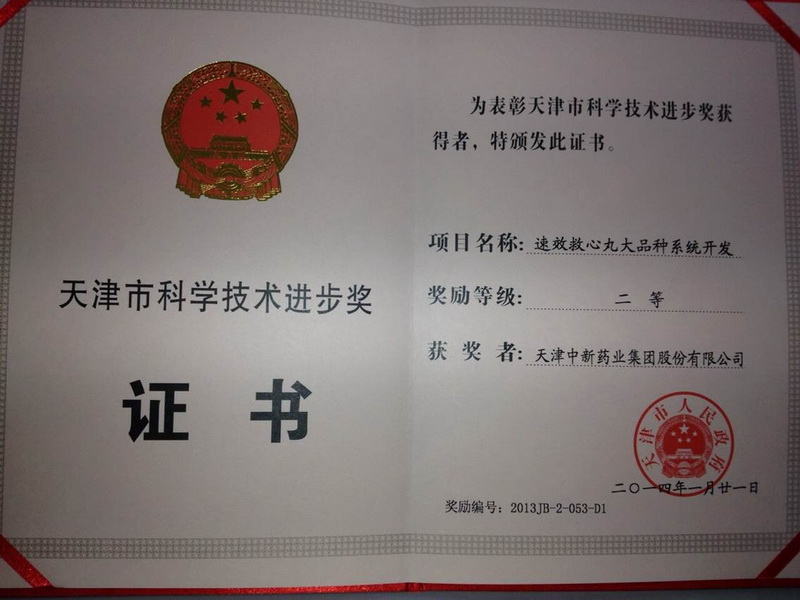 天津市科学技术进步奖
证 书
为表彰天津市科学技术进步奖获
得者，特颁发此证书。
项目名称：速效救心丸大品种系统开发
奖励等级：二 等
获 奖 者：天津中新药业集团股份有限公司
天津市人民政府
二〇一四年一月廿一日
奖励编号：2013JB-2-053-D1